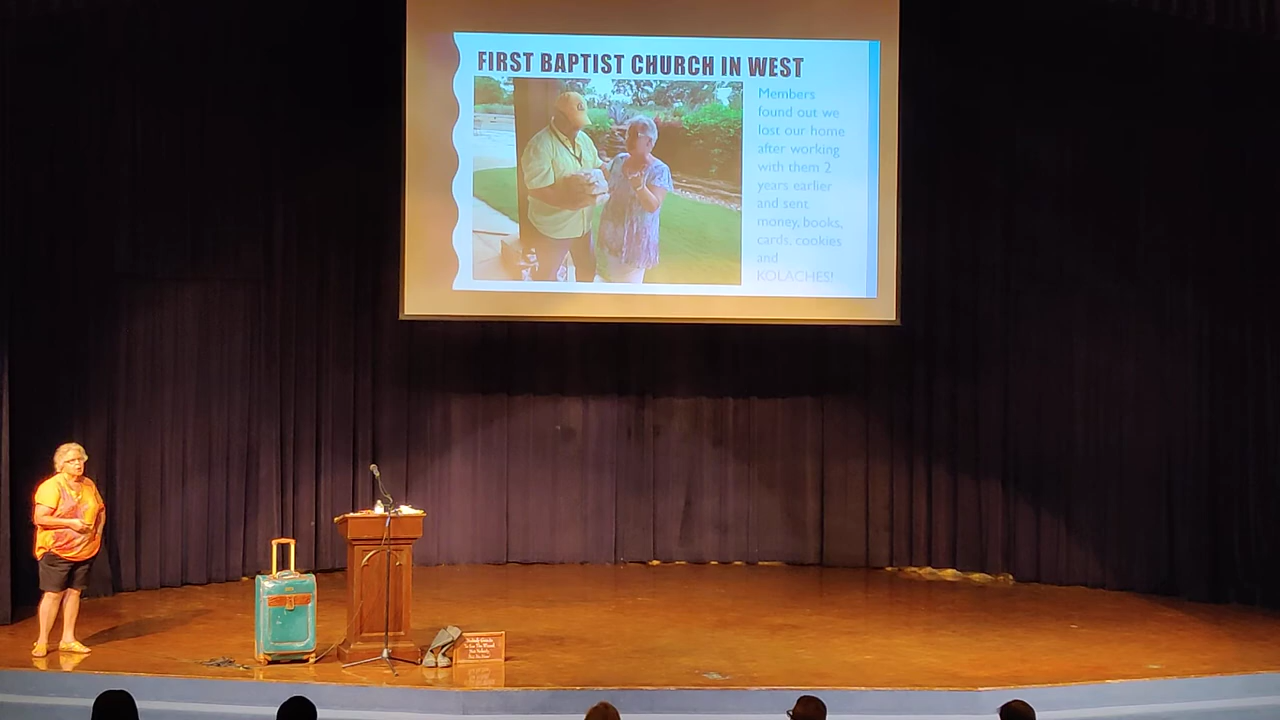 FIRST BAPTIST CHURCH IN WEST
Members
found out we
lost our home
after working
with them 2
years earlier
and sent
money, books,
cards, cookies
and
KOLACHES!